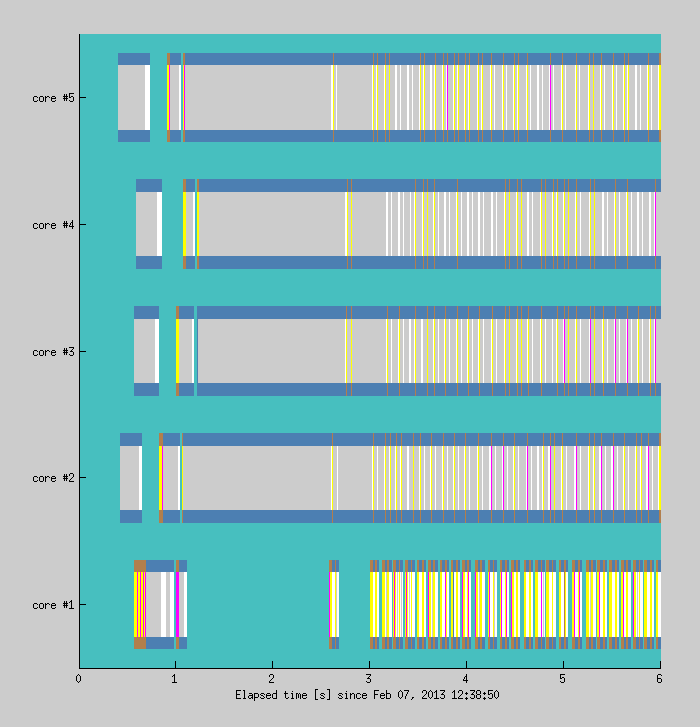 core #5
core #4
core #3
core #2
core #1
0 1 2 3 4 5 6
Elapsed time [s] since Feb 07, 2013 12:38:50